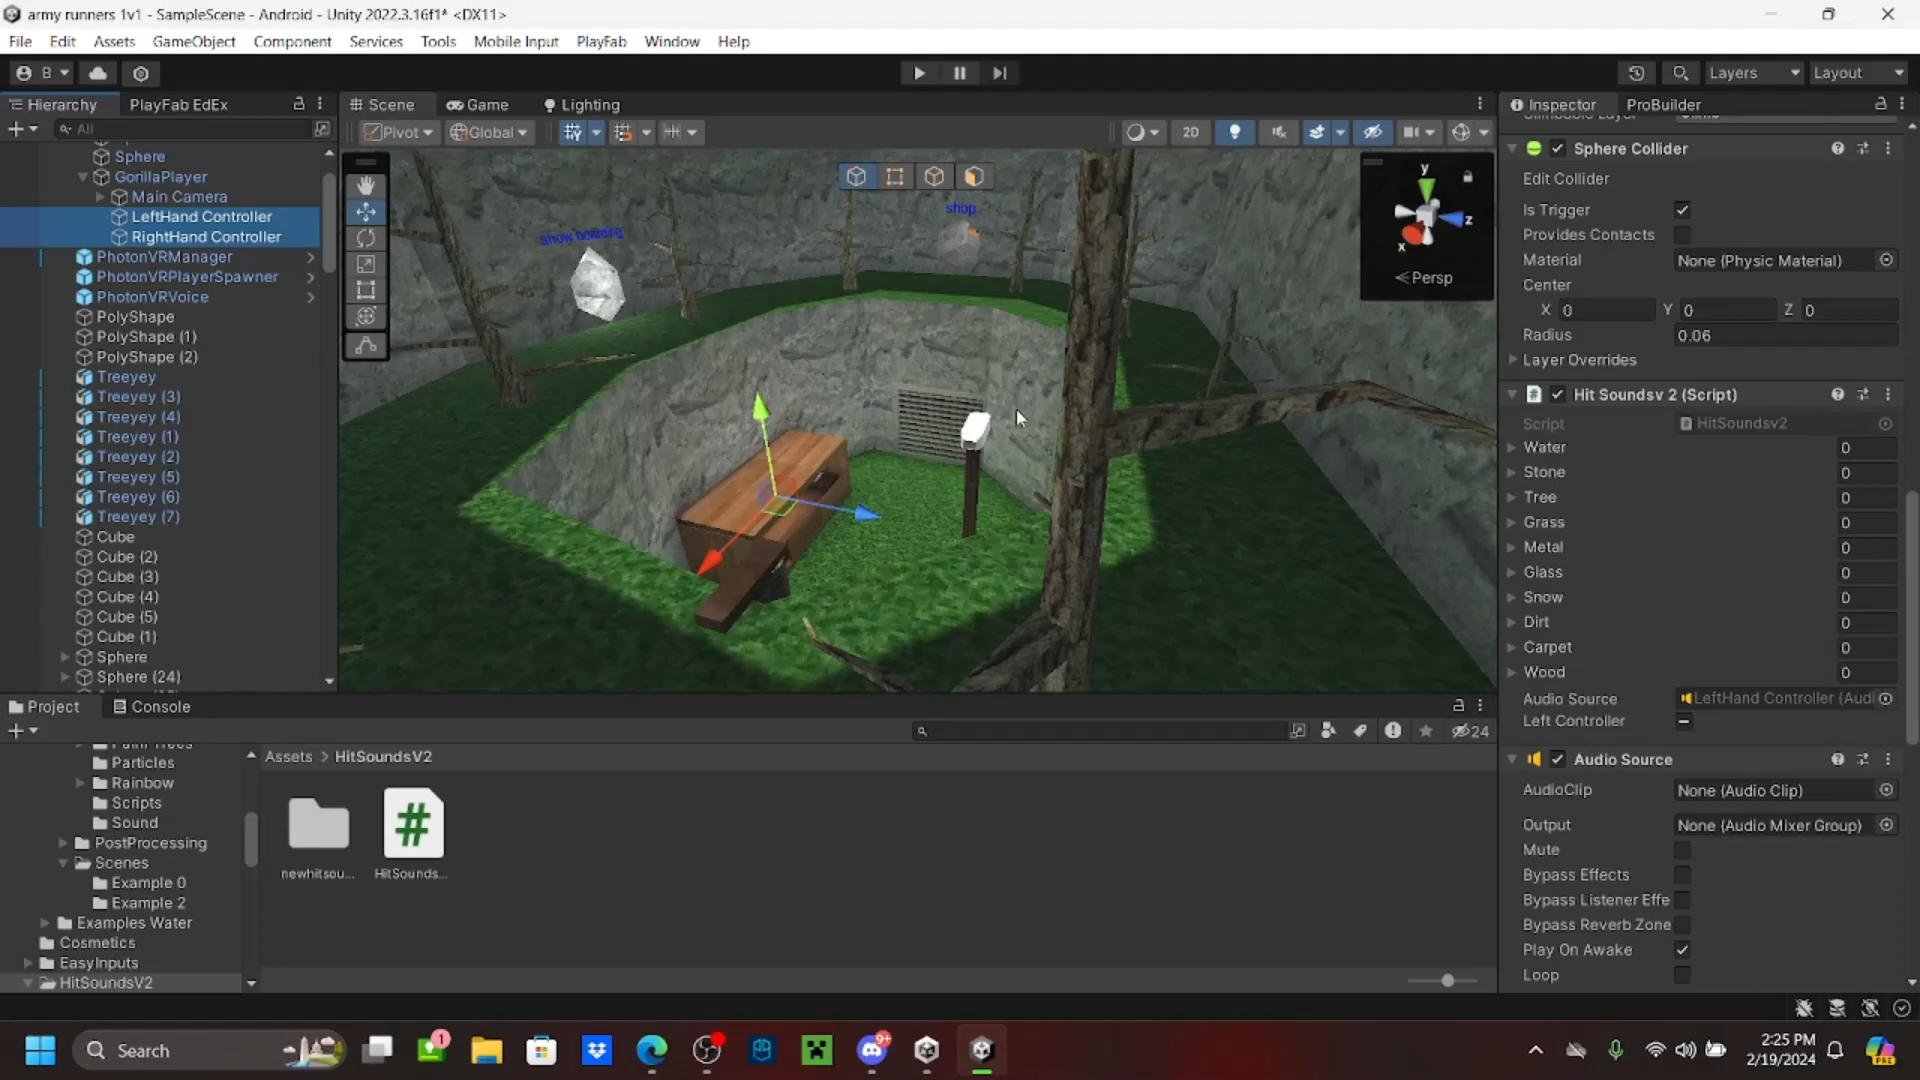 army runners 1v1 - SampleScene - Android - Unity 2022.3.16f1* <DX11>
File Edit Assets GameObject Component Services Tools Mobile Input PlayFab Window Help
B Layers Layout
Hierarchy PlayFab EdEx
All
Sphere
GorillaPlayer
Main Camera
LeftHand Controller
RightHand Controller
PhotonVRManager
PhotonVRPlayerSpawner
PhotonVRVoice
PolyShape
PolyShape (1)
PolyShape (2)
Treeyey
Treeyey (3)
Treeyey (4)
Treeyey (1)
Treeyey (2)
Treeyey (5)
Treeyey (6)
Treeyey (7)
Cube
Cube (2)
Cube (3)
Cube (4)
Cube (5)
Cube (1)
Sphere
Sphere (24)
Scene Game Lighting
Pivot Global 2D
shop
y
z
x
Persp
Inspector ProBuilder
Sphere Collider
Edit Collider
Is Trigger
Provides Contacts
Material None (Physic Material)
Center
X 0 Y 0 Z 0
Radius 0.06
Layer Overrides
Hit Soundsv 2 (Script)
Script HitSoundsv2
Water 0
Stone 0
Tree 0
Grass 0
Metal 0
Glass 0
Snow 0
Dirt 0
Carpet 0
Wood 0
Audio Source LeftHand Controller (Audi
Left Controller
Audio Source
AudioClip None (Audio Clip)
Output None (Audio Mixer Group)
Mute
Bypass Effects
Bypass Listener Effe
Bypass Reverb Zone
Play On Awake
Loop
Project Console
24
Particles
Rainbow
Scripts
Sound
PostProcessing
Scenes
Example 0
Example 2
Examples Water
Cosmetics
EasyInputs
HitSoundsV2
Assets > HitSoundsV2
newhitsou... HitSounds...
Search
1
9+
2:25 PM
2/19/2024
PRE